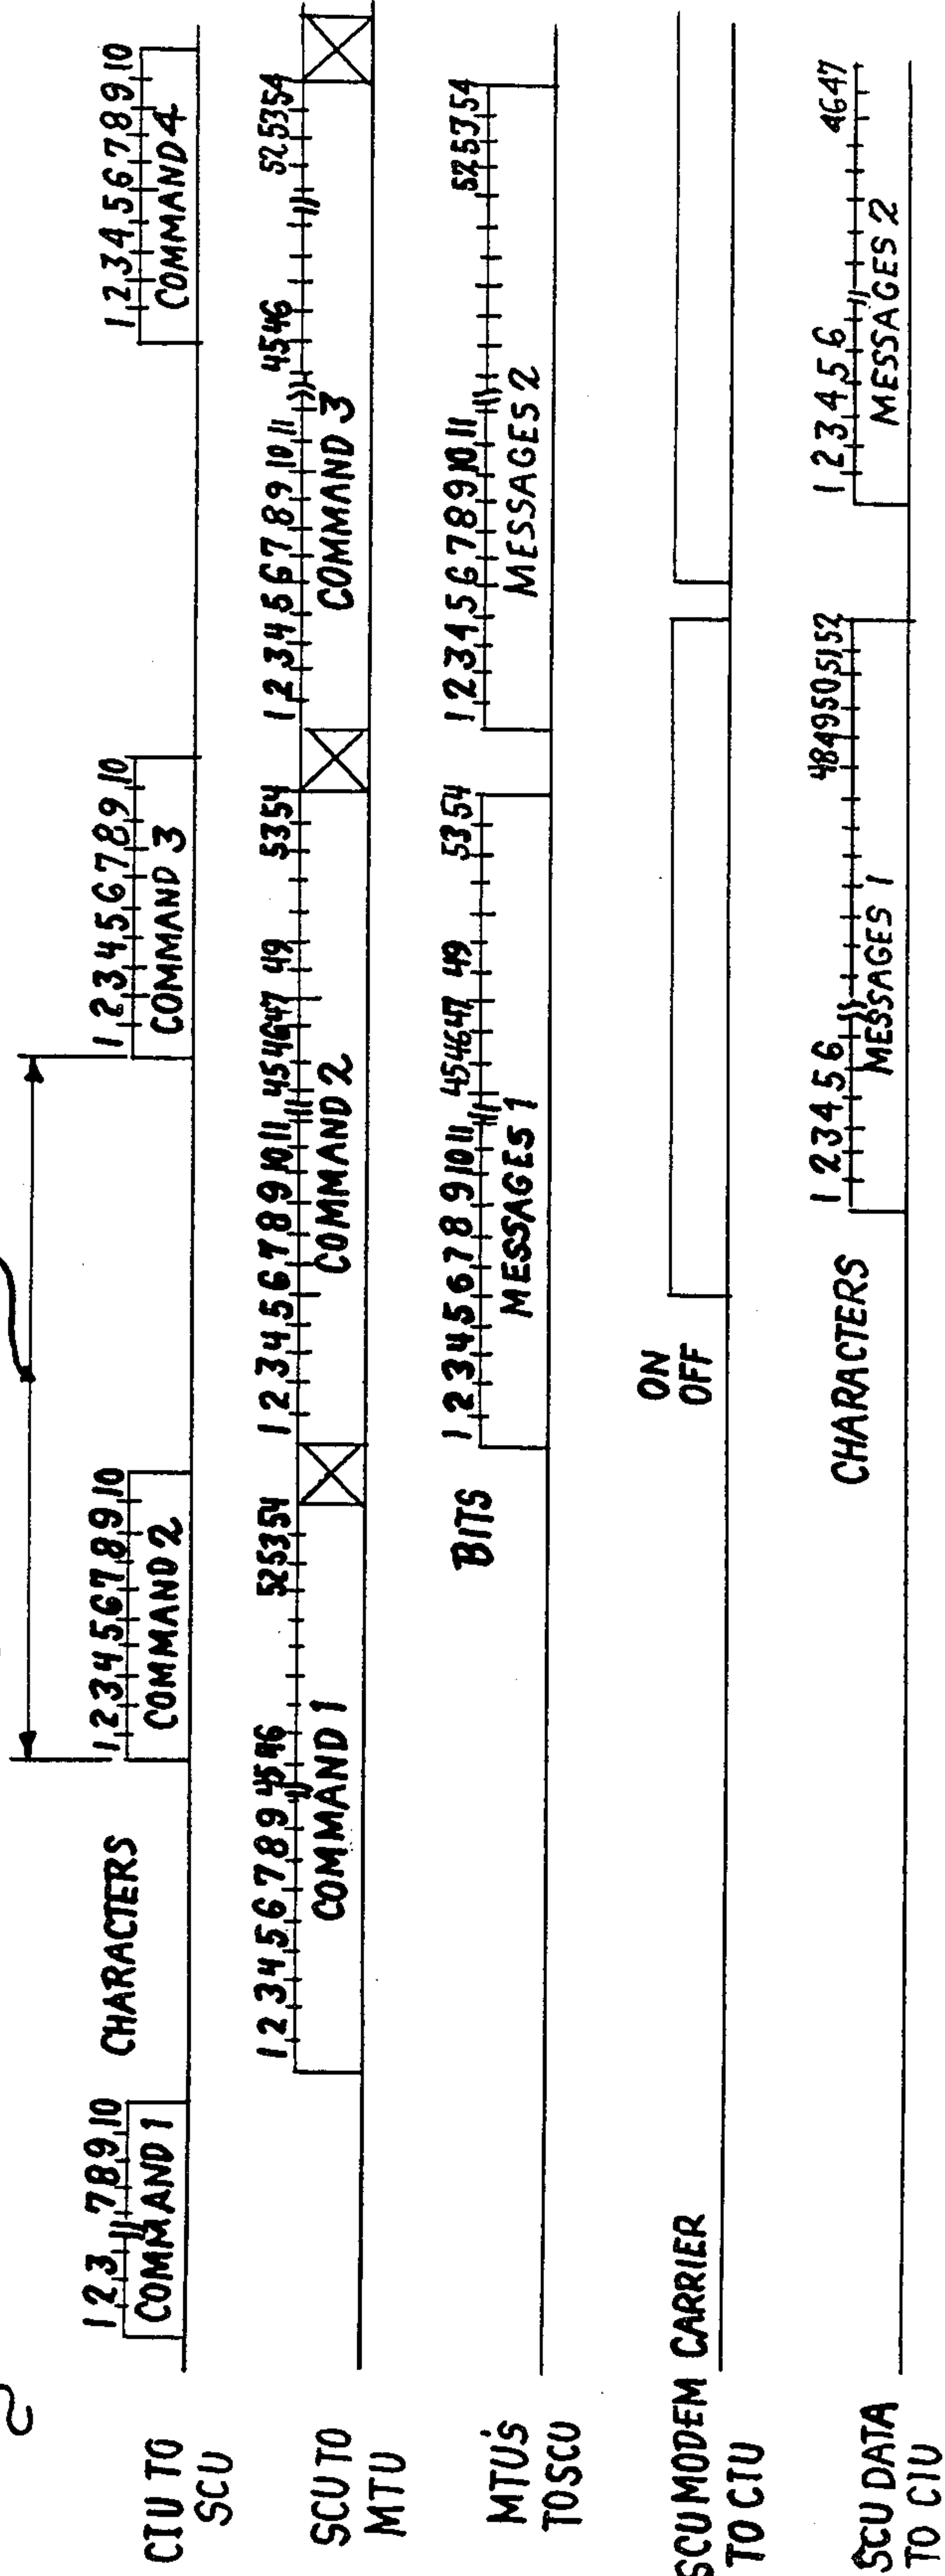 CIU TO
SCU
1 2 3 7 8 9 10
COMMAND 1
CHARACTERS
1 2 3 4 5 6 7 8 9 10
COMMAND 2
1 2 3 4 5 6 7 8 9 10
COMMAND 3
1 2 3 4 5 6 7 8 9 10
COMMAND 4
SCU TO
MTU
1 2 3 4 5 6 7 8 9 45 46 52 53 54
COMMAND 1
1 2 3 4 5 6 7 8 9 10 11 45 46 47 49 53 54
COMMAND 2
1 2 3 4 5 6 7 8 9 10 11 45 46 52 53 54
COMMAND 3
MTU'S
TO SCU
BITS
1 2 3 4 5 6 7 8 9 10 11 45 46 47 49 53 54
MESSAGES 1
1 2 3 4 5 6 7 8 9 10 11 52 53 54
MESSAGES 2
SCU MODEM CARRIER
TO CIU
ON
OFF
SCU DATA
TO CIU
CHARACTERS
1 2 3 4 5 6 48 49 50 51 52
MESSAGES 1
1 2 3 4 5 6 46 47
MESSAGES 2